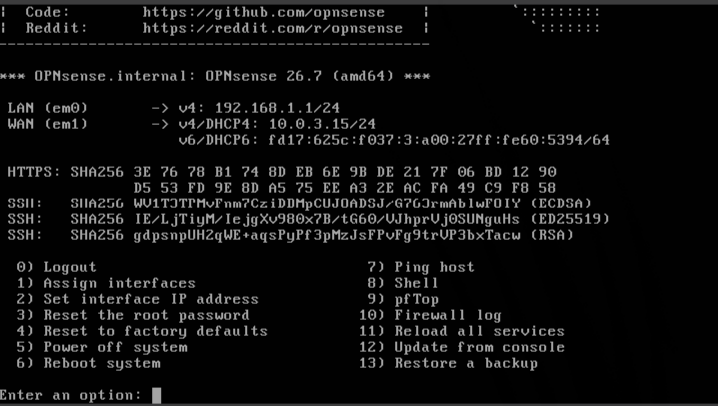 | Code: https://github.com/opnsense |
| Reddit: https://reddit.com/r/opnsense |
*** OPNsense.internal: OPNsense 26.7 (amd64) ***
LAN (em0) -> v4: 192.168.1.1/24
WAN (em1) -> v4/DHCP4: 10.0.3.15/24
v6/DHCP6: fd17:625c:f037:3:a00:27ff:fe60:5394/64
HTTPS: SHA256 3E 76 78 B1 74 8D EB 6E 9B DE 21 7F 06 BD 12 90
D5 53 FD 9E 8D A5 75 EE A3 2E AC FA 49 C9 F8 58
SSH: SHA256 (ECDSA)
SSH: SHA256 IE/LjTiyM/IejgXv980x7B/tG60/VJhprVj0SUNguHs (ED25519)
SSH: SHA256 gdpsnpUH2qWE+aqsPyPf3pMzJsFPvFg9trVP3bxTacw (RSA)
0) Logout 7) Ping host
1) Assign interfaces 8) Shell
2) Set interface IP address 9) pfTop
3) Reset the root password 10) Firewall log
4) Reset to factory defaults 11) Reload all services
5) Power off system 12) Update from console
6) Reboot system 13) Restore a backup
Enter an option: